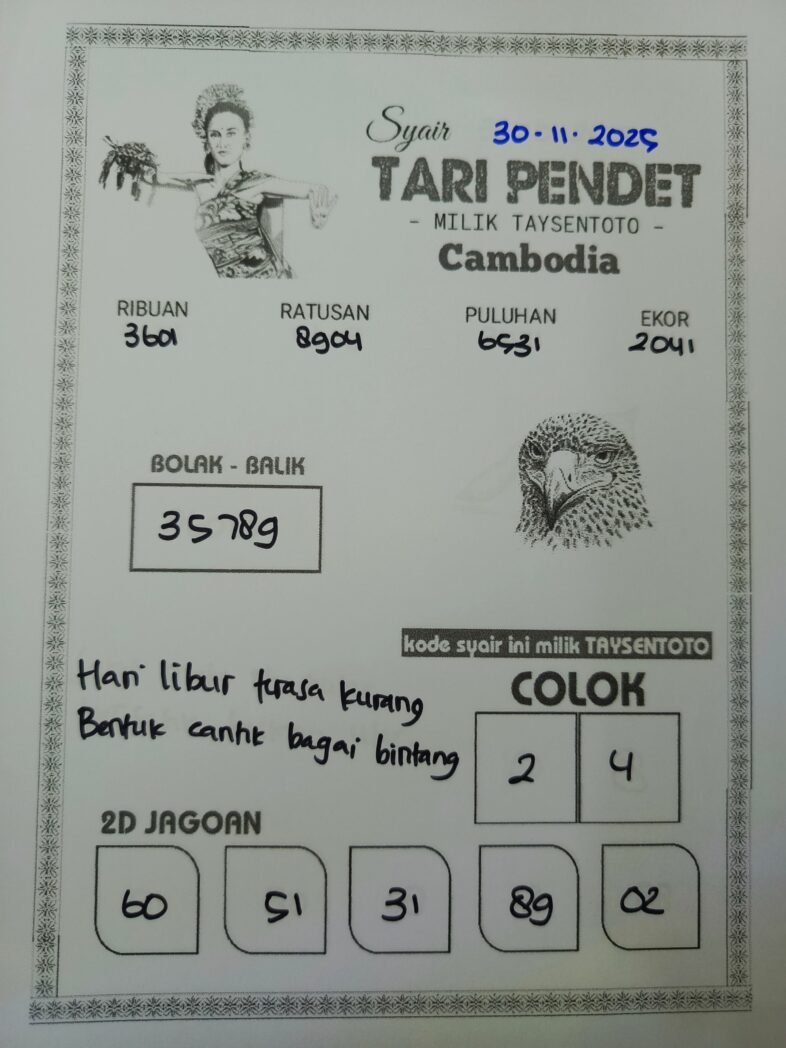 Syair 30-11-2025
TARI PENDET
- MILIK TAYSENTOTO -
Cambodia
RIBUAN RATUSAN PULUHAN EKOR
3601 8904 6531 2041
BOLAK - BALIK
35789
kode syair ini milik TAYSENTOTO
Hari libur terasa kurang
Bentuk cantik bagai bintang
COLOK
2 4
2D JAGOAN
60 51 31 89 02